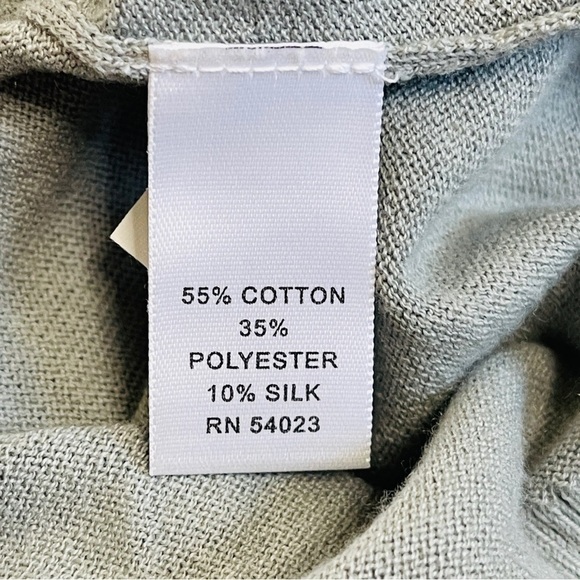 55% COTTON
35%
POLYESTER
10% SILK
RN 54023